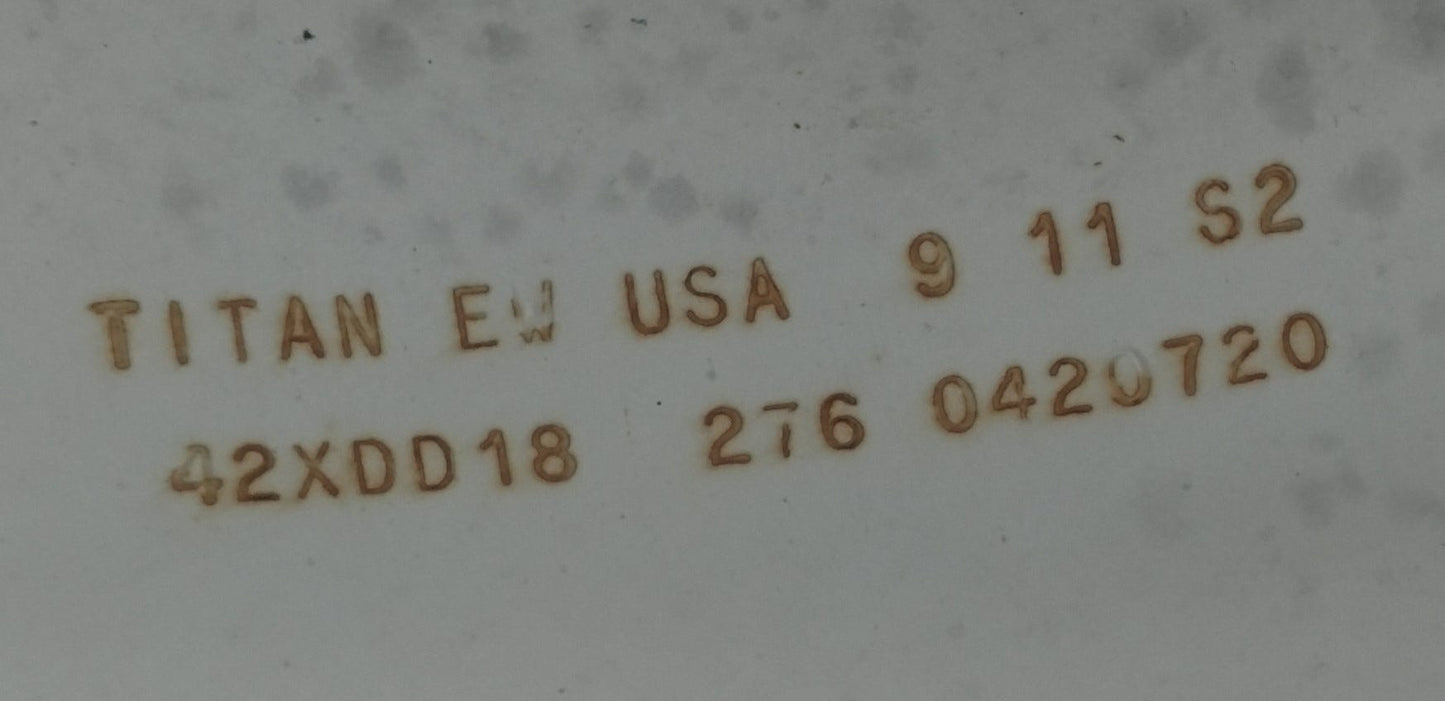 TITAN EW USA 9 11 S2
42XDD18 276 0420720